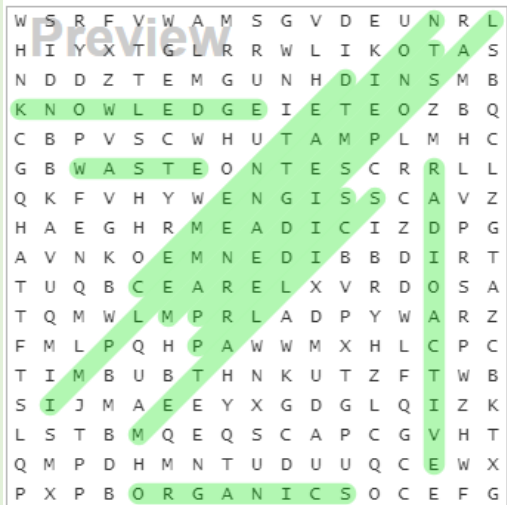 Preview
W S R F V W A M S G V D E U N R L
H I Y X T G L R R W L I K O T A S
N D D Z T E M G U N H D I N S M B
K N O W L E D G E I E T E O Z B Q
C B P V S C W H U T A M P L M H C
G B W A S T E O N T E S C R R L L
Q K F V H Y W E N G I S S C A V Z
H A E G H R M E A D I C I Z D P G
A V N K O E M N E D I B B D I R T
T U Q B C E A R E L X V R D O S A
T Q M W L M P R L A D P Y W A R Z
F M L P Q H P A W W M X H L C P C
T I M B U B T H N K U T Z F T W B
S I J M A E E Y X G D G L Q I Z K
L S T B M Q E Q S C A P C G V H T
Q M P D H M N T U D U U Q C E W X
P X P B O R G A N I C S O C E F G